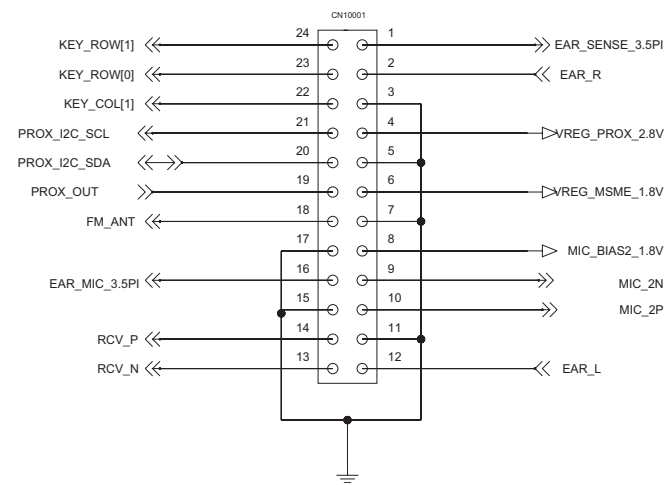 CN10001
KEY_ROW[1] 24 1 EAR_SENSE_3.5PI
KEY_ROW[0] 23 2 EAR_R
KEY_COL[1] 22 3
PROX_I2C_SCL 21 4 VREG_PROX_2.8V
PROX_I2C_SDA 20 5
PROX_OUT 19 6 VREG_MSME_1.8V
FM_ANT 18 7
17 8 MIC_BIAS2_1.8V
EAR_MIC_3.5PI 16 9 MIC_2N
15 10 MIC_2P
RCV_P 14 11
RCV_N 13 12 EAR_L